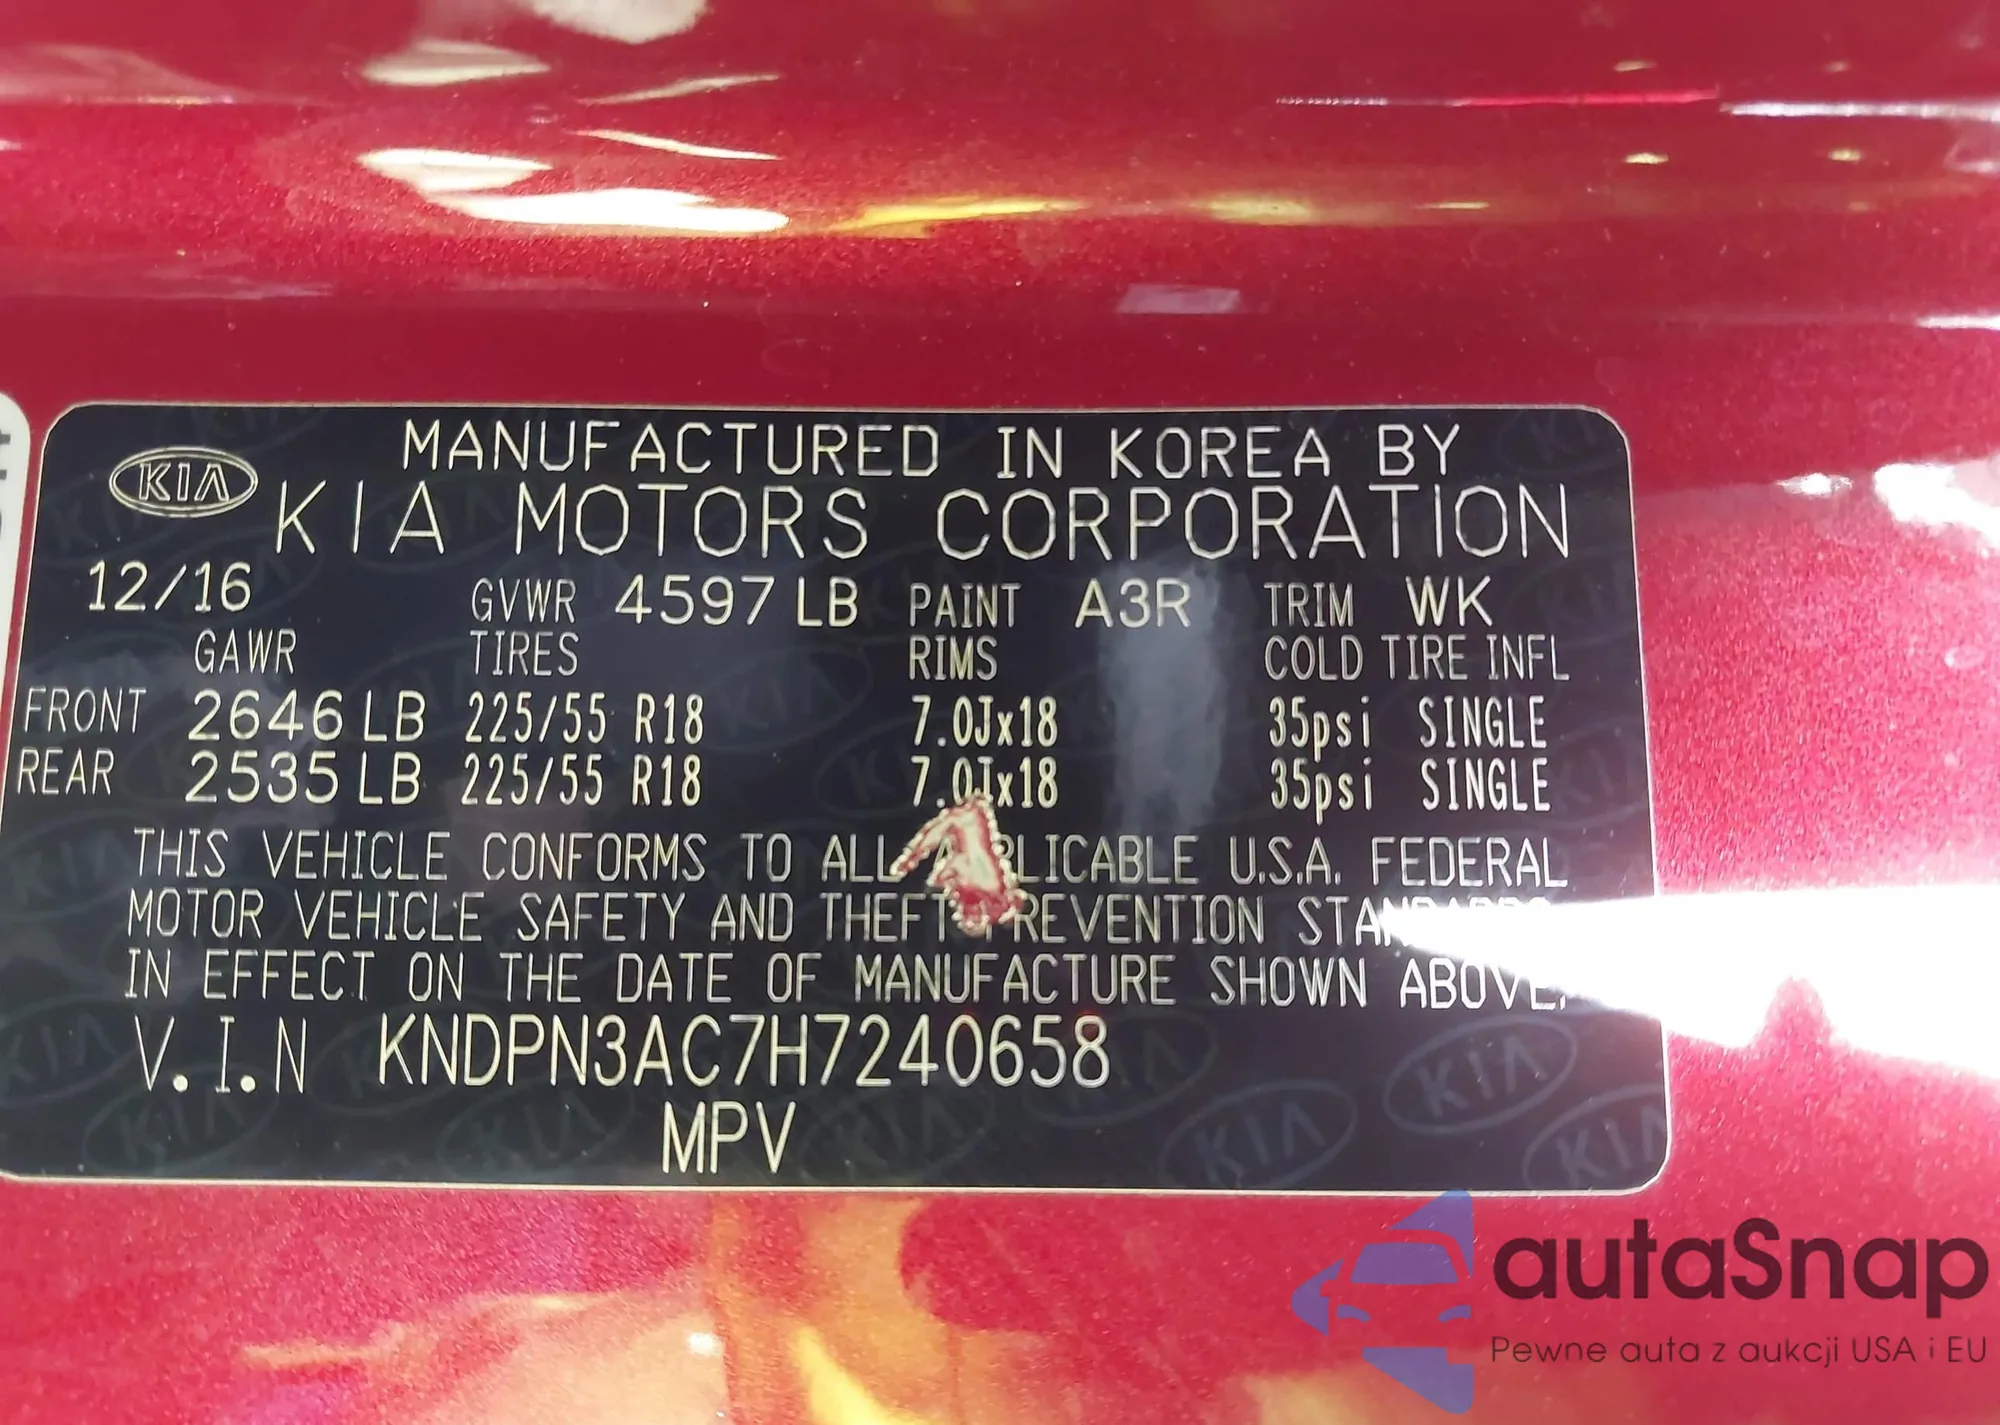 MANUFACTURED IN KOREA BY
KIA KIA MOTORS CORPORATION
12/16 GVWR 4597 LB PAINT A3R TRIM WK
GAWR TIRES RIMS COLD TIRE INFL
FRONT 2646 LB 225/55 R18 7.0Jx18 35psi SINGLE
REAR 2535 LB 225/55 R18 7.0Jx18 35psi SINGLE
THIS VEHICLE CONFORMS TO ALL U.S.A. FEDERAL
MOTOR VEHICLE SAFETY AND THEFT
IN EFFECT ON THE DATE OF MANUFACTURE SHOWN ABOVE.
V.I.N KNDPN3AC7H7240658
MPV
autaSnap
Pewne auta z aukcji USA i EU